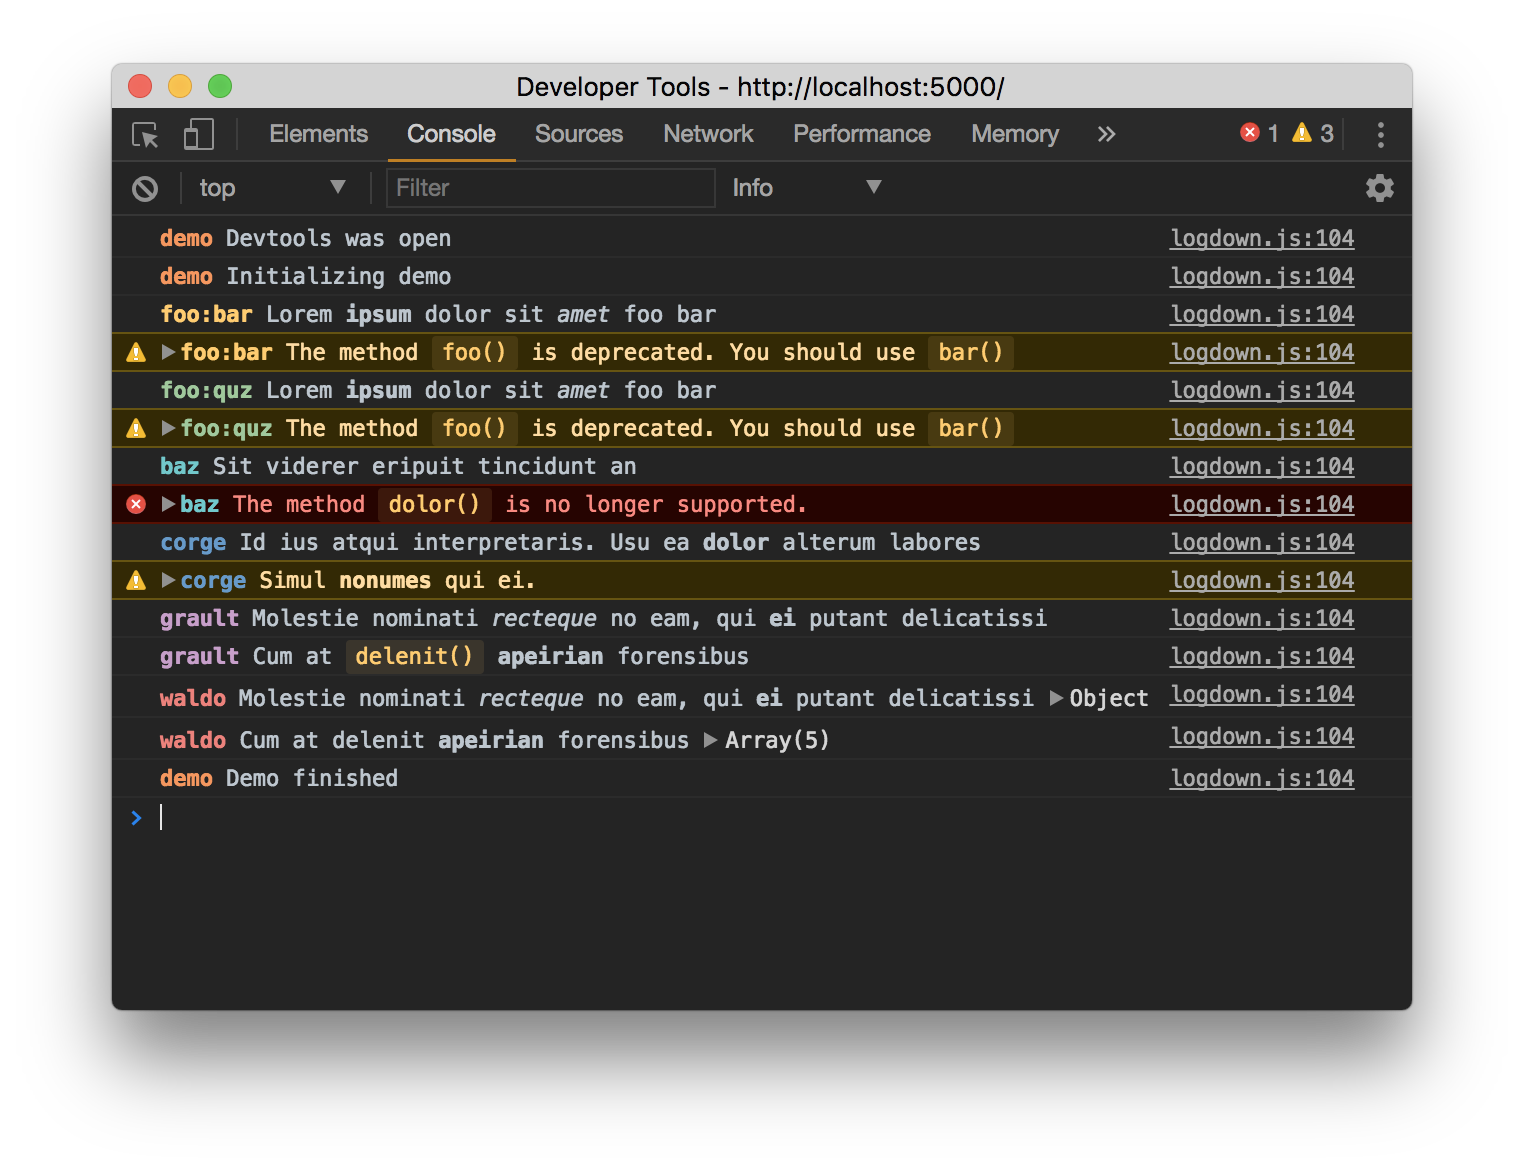 Developer Tools - http://localhost:5000/
Elements Console Sources Network Performance Memory » 1 3
top Filter Info
demo Devtools was open logdown.js:104
demo Initializing demo logdown.js:104
foo:bar Lorem ipsum dolor sit amet foo bar logdown.js:104
foo:bar The method foo() is deprecated. You should use bar() logdown.js:104
foo:quz Lorem ipsum dolor sit amet foo bar logdown.js:104
foo:quz The method foo() is deprecated. You should use bar() logdown.js:104
baz Sit viderer eripuit tincidunt an logdown.js:104
baz The method dolor() is no longer supported. logdown.js:104
corge Id ius atqui interpretaris. Usu ea dolor alterum labores logdown.js:104
corge Simul nonumes qui ei. logdown.js:104
grault Molestie nominati recteque no eam, qui ei putant delicatissi logdown.js:104
grault Cum at delenit() apeirian forensibus logdown.js:104
waldo Molestie nominati recteque no eam, qui ei putant delicatissi Object logdown.js:104
waldo Cum at delenit apeirian forensibus Array(5) logdown.js:104
demo Demo finished logdown.js:104